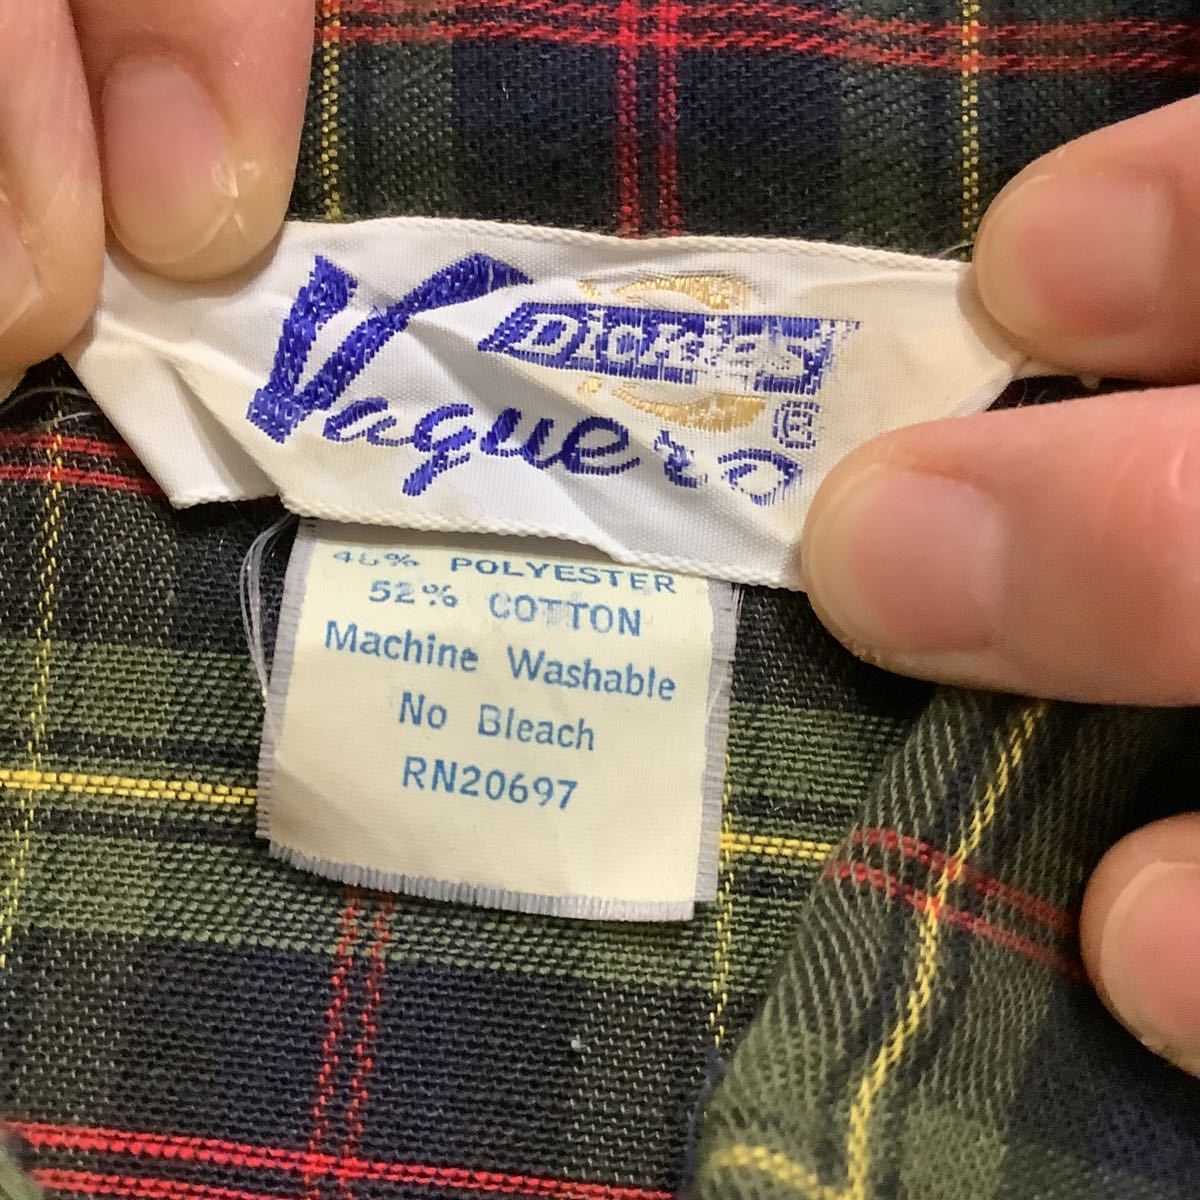 DICKIES
Vaquero
®
48% POLYESTER
52% COTTON
Machine Washable
No Bleach
RN20697